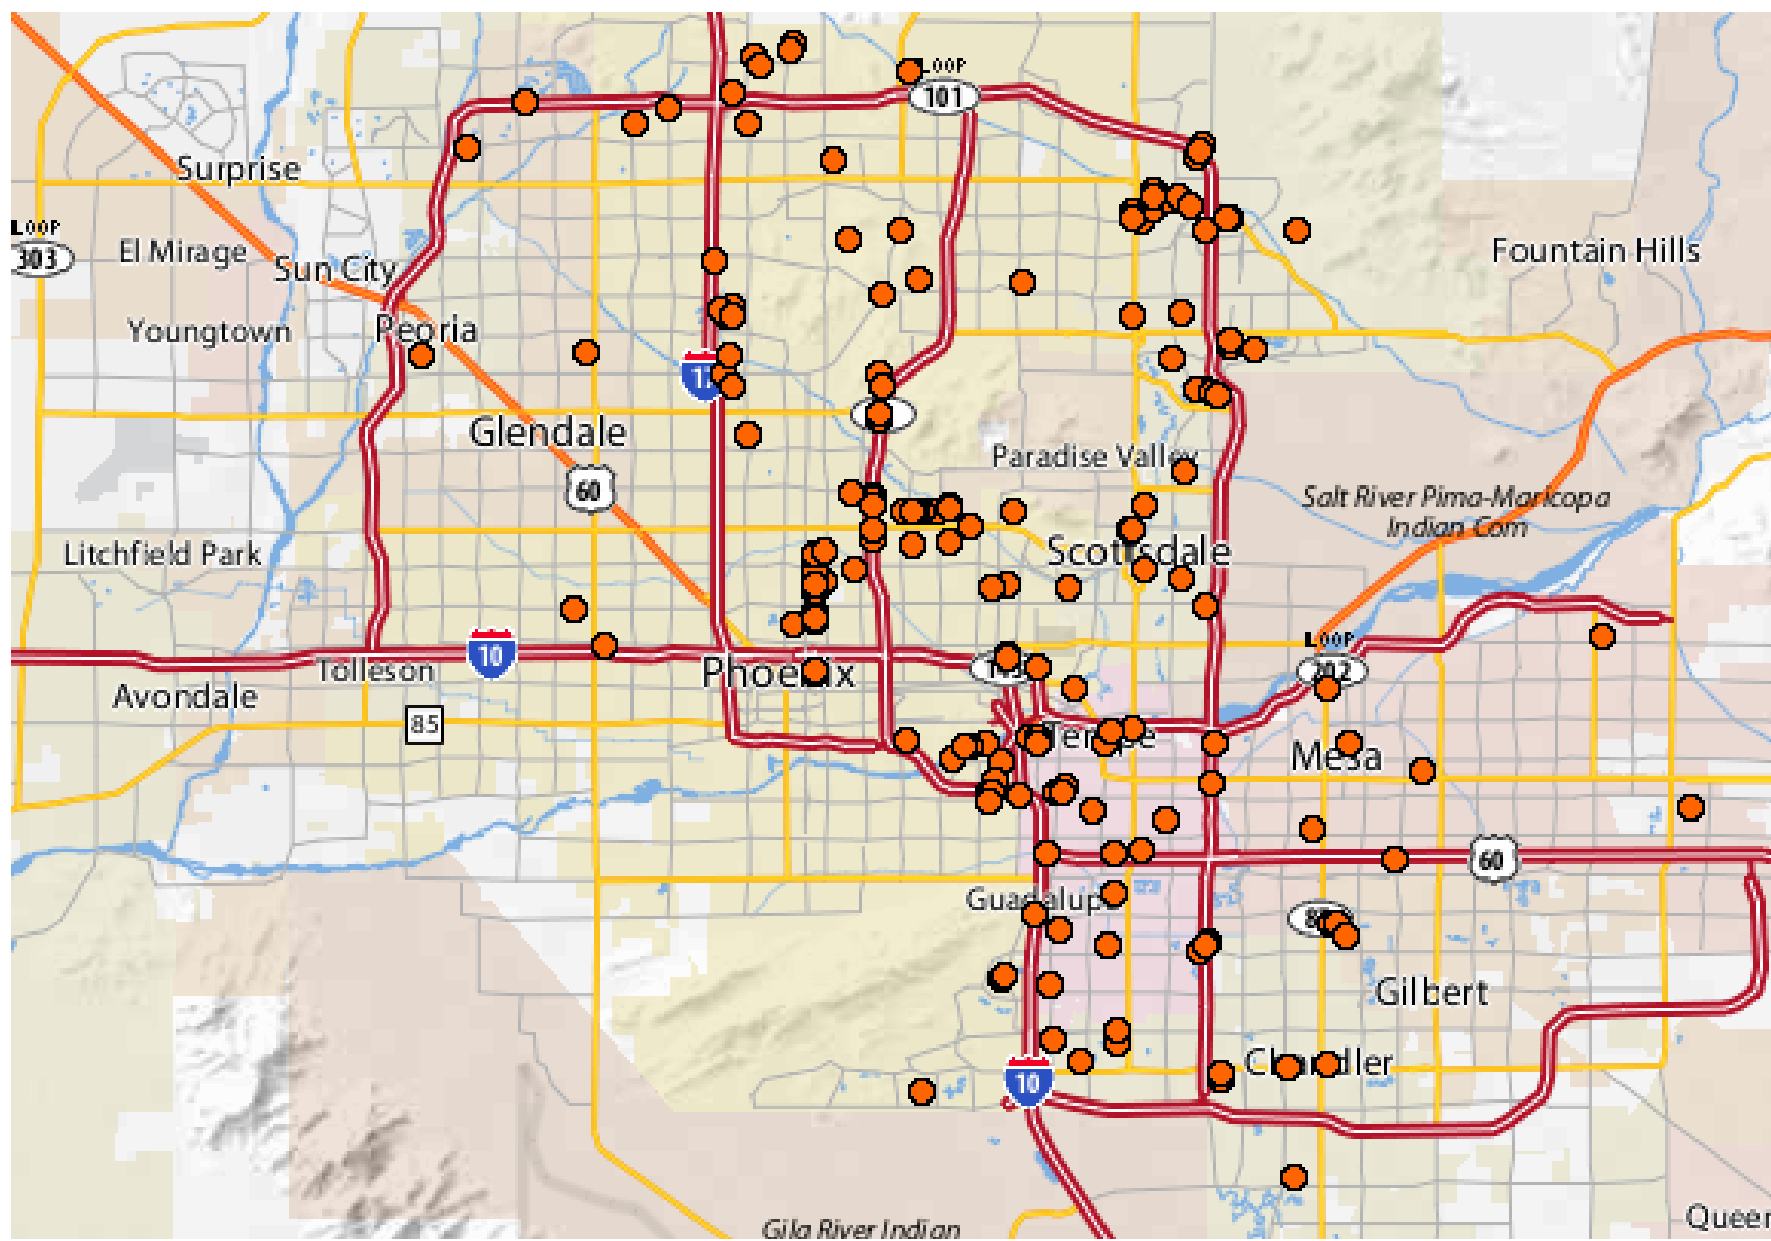 LOOP
101
Surprise
LOOP
303
El Mirage
Sun City
Fountain Hills
Youngtown
Peoria
Glendale
Paradise Valley
60
Salt River Pima-Maricopa
Indian Com
Litchfield Park
Scottsdale
10
LOOP
202
Tolleson
Phoenix
Avondale
85
Tempe
Mesa
60
Guadalupe
Gilbert
Chandler
10
Gila River Indian
Queen